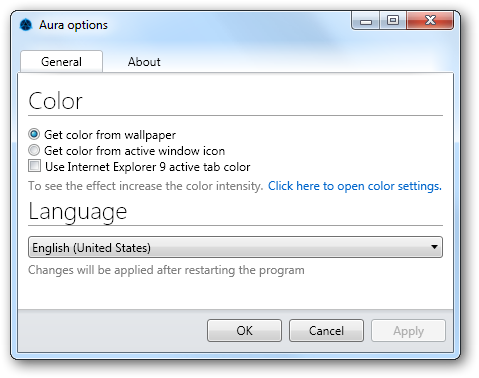 Aura options
General
About
Color
Get color from wallpaper
Get color from active window icon
Use Internet Explorer 9 active tab color
To see the effect increase the color intensity. Click here to open color settings.
Language
English (United States)
Changes will be applied after restarting the program
OK
Cancel
Apply